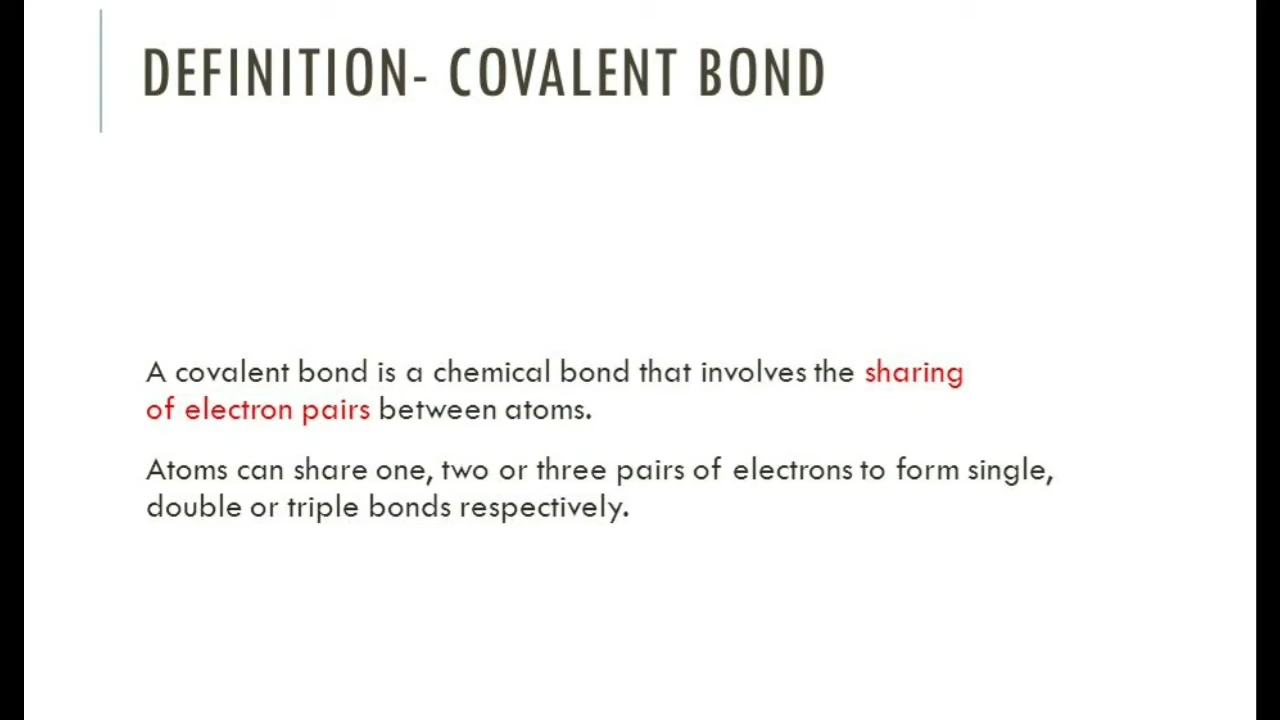 DEFINITION- COVALENT BOND
A covalent bond is a chemical bond that involves the sharing
of electron pairs between atoms.
Atoms can share one, two or three pairs of electrons to form single,
double or triple bonds respectively.